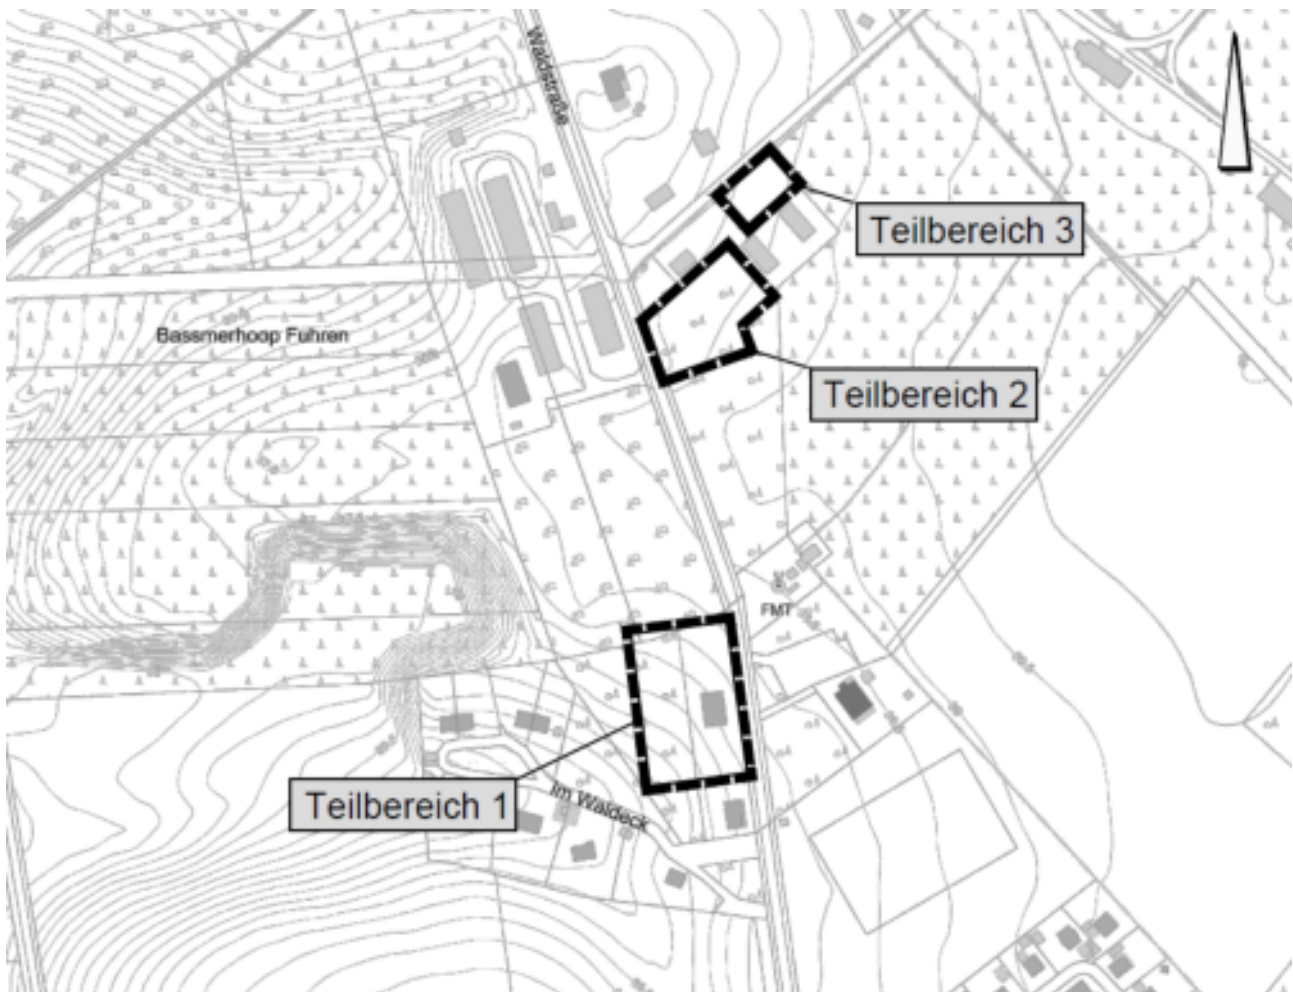 Waldstraße
Teilbereich 3
Bassmerhoop Fuhren
Teilbereich 2
FMT
Teilbereich 1
Im Waldeck